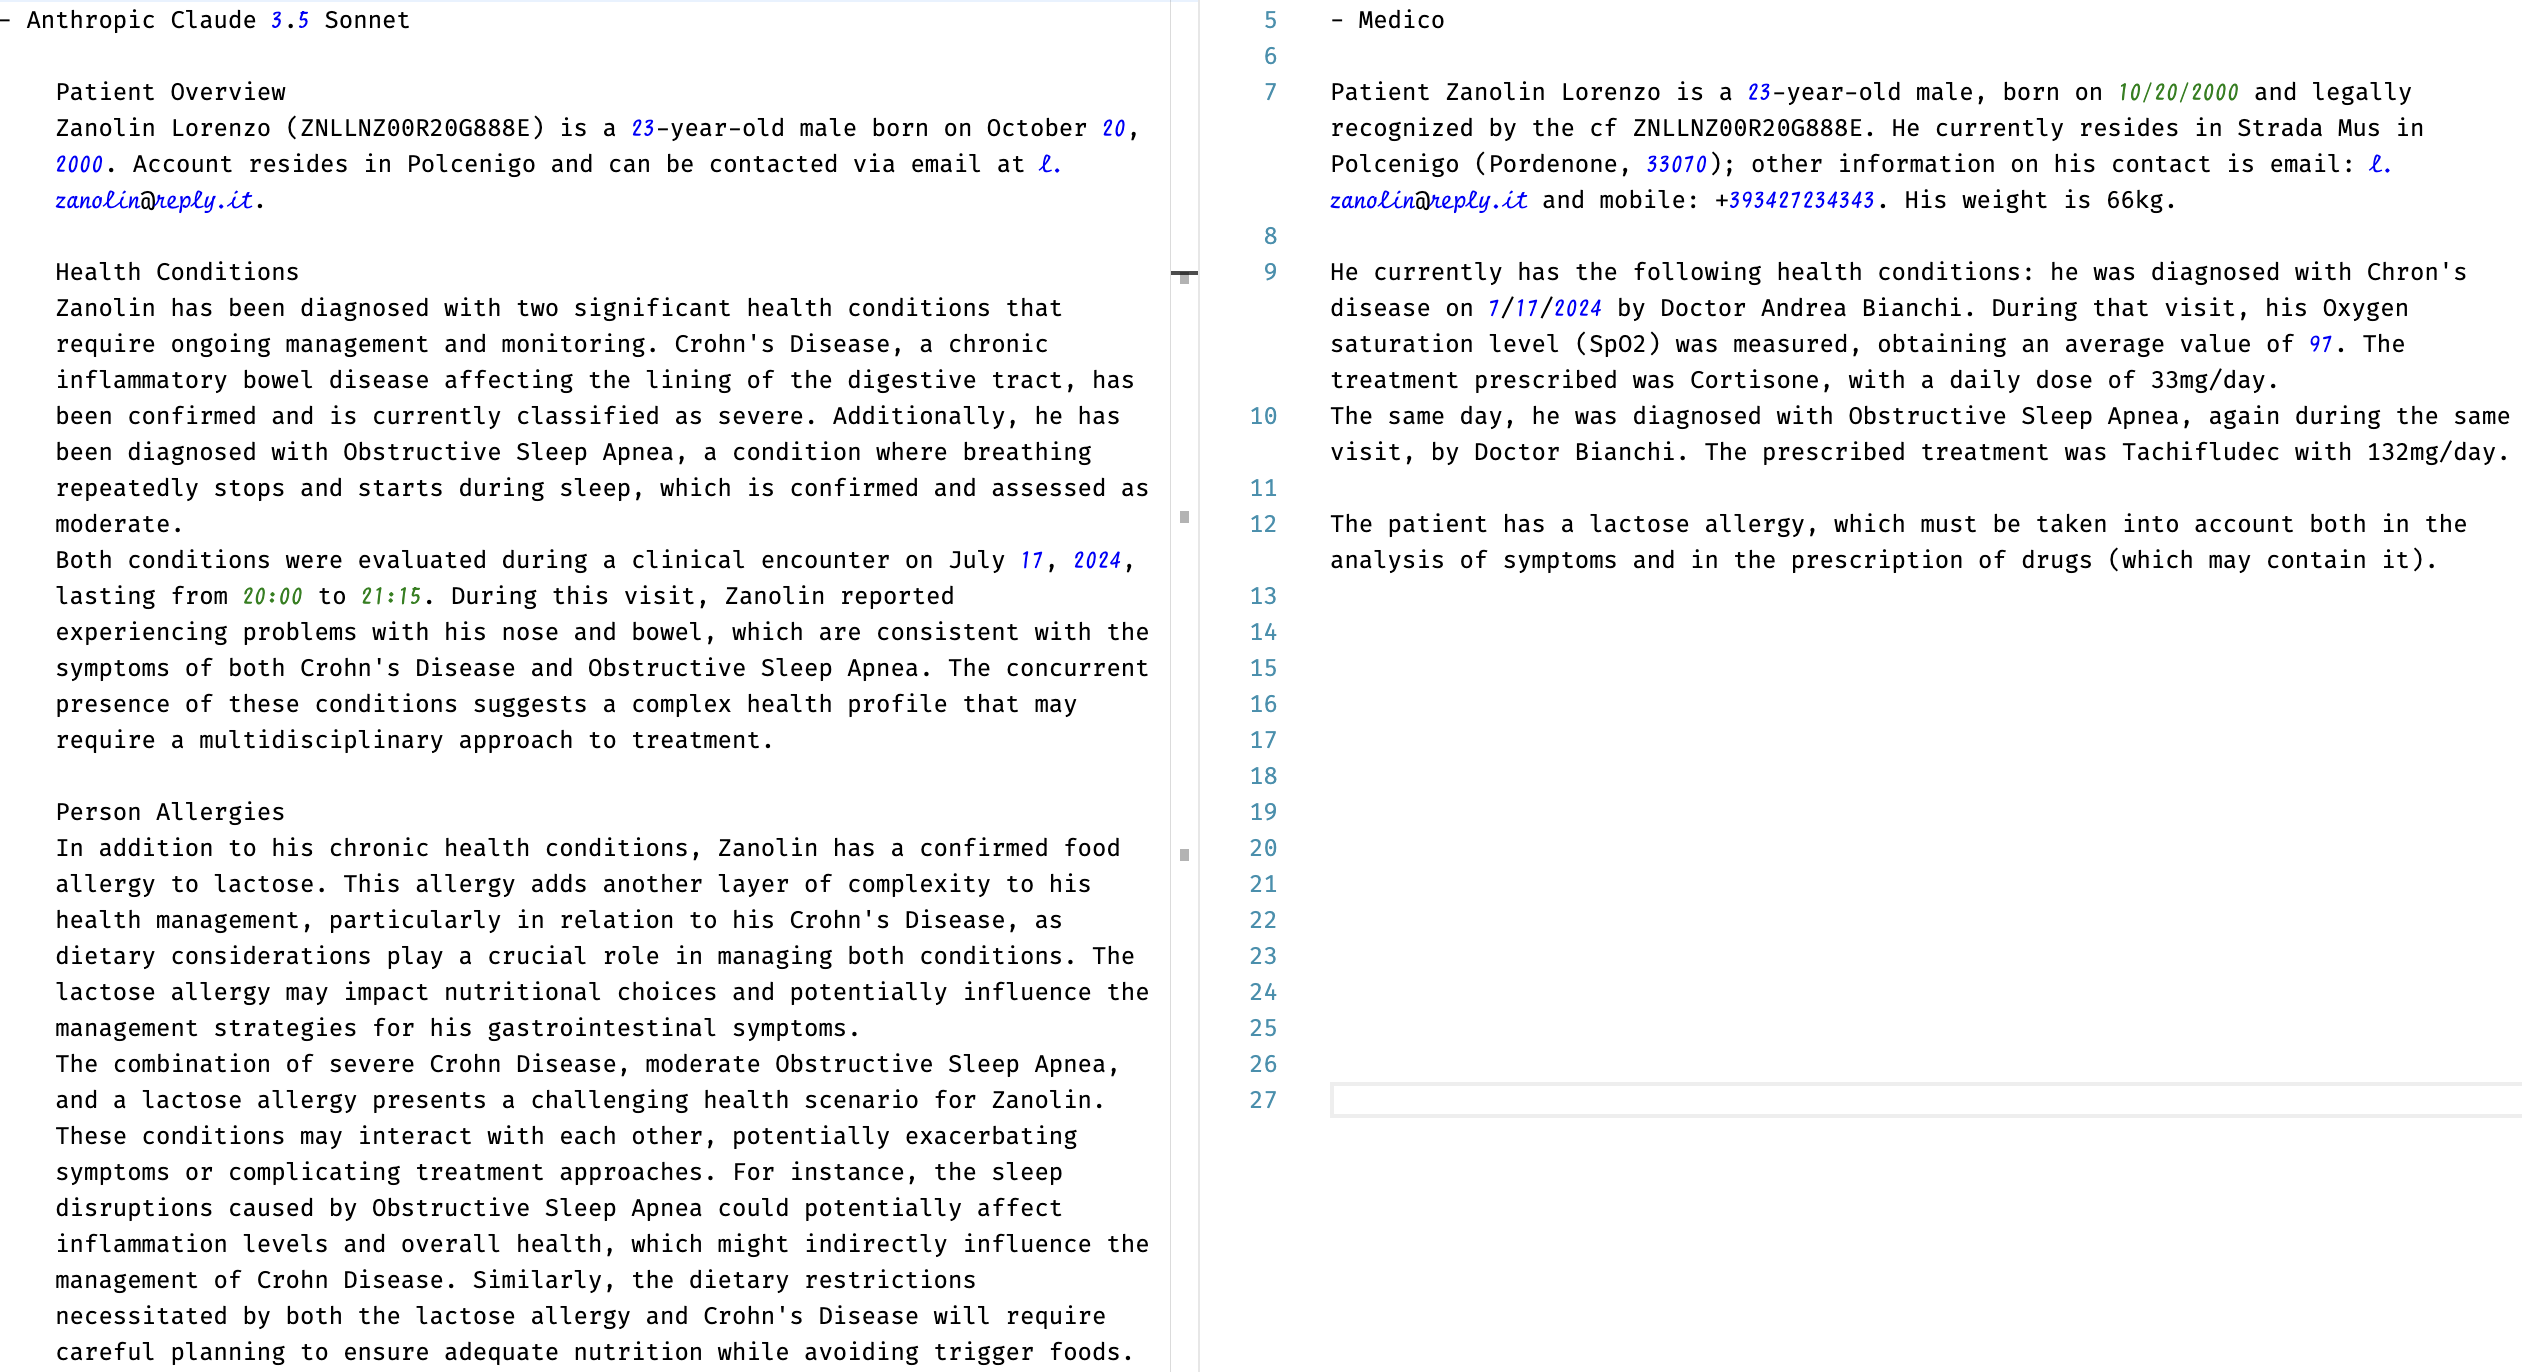 - Anthropic Claude 3.5 Sonnet
Patient Overview
Zanolin Lorenzo (ZNLLNZ00R20G888E) is a 23-year-old male born on October 20,
2000. Account resides in Polcenigo and can be contacted via email at l.
zanolin@reply.it.
Health Conditions
Zanolin has been diagnosed with two significant health conditions that
require ongoing management and monitoring. Crohn's Disease, a chronic
inflammatory bowel disease affecting the lining of the digestive tract, has
been confirmed and is currently classified as severe. Additionally, he has
been diagnosed with Obstructive Sleep Apnea, a condition where breathing
repeatedly stops and starts during sleep, which is confirmed and assessed as
moderate.
Both conditions were evaluated during a clinical encounter on July 17, 2024,
lasting from 20:00 to 21:15. During this visit, Zanolin reported
experiencing problems with his nose and bowel, which are consistent with the
symptoms of both Crohn's Disease and Obstructive Sleep Apnea. The concurrent
presence of these conditions suggests a complex health profile that may
require a multidisciplinary approach to treatment.
Person Allergies
In addition to his chronic health conditions, Zanolin has a confirmed food
allergy to lactose. This allergy adds another layer of complexity to his
health management, particularly in relation to his Crohn's Disease, as
dietary considerations play a crucial role in managing both conditions. The
lactose allergy may impact nutritional choices and potentially influence the
management strategies for his gastrointestinal symptoms.
The combination of severe Crohn Disease, moderate Obstructive Sleep Apnea,
and a lactose allergy presents a challenging health scenario for Zanolin.
These conditions may interact with each other, potentially exacerbating
symptoms or complicating treatment approaches. For instance, the sleep
disruptions caused by Obstructive Sleep Apnea could potentially affect
inflammation levels and overall health, which might indirectly influence the
management of Crohn Disease. Similarly, the dietary restrictions
necessitated by both the lactose allergy and Crohn's Disease will require
careful planning to ensure adequate nutrition while avoiding trigger foods.
5 - Medico
6
7 Patient Zanolin Lorenzo is a 23-year-old male, born on 10/20/2000 and legally
recognized by the cf ZNLLNZ00R20G888E. He currently resides in Strada Mus in
Polcenigo (Pordenone, 33070); other information on his contact is email: l.
zanolin@reply.it and mobile: +393427234343. His weight is 66kg.
8
9 He currently has the following health conditions: he was diagnosed with Chron's
disease on 7/17/2024 by Doctor Andrea Bianchi. During that visit, his Oxygen
saturation level (SpO2) was measured, obtaining an average value of 97. The
treatment prescribed was Cortisone, with a daily dose of 33mg/day.
10 The same day, he was diagnosed with Obstructive Sleep Apnea, again during the same
visit, by Doctor Bianchi. The prescribed treatment was Tachifludec with 132mg/day.
11
12 The patient has a lactose allergy, which must be taken into account both in the
analysis of symptoms and in the prescription of drugs (which may contain it).
13
14
15
16
17
18
19
20
21
22
23
24
25
26
27